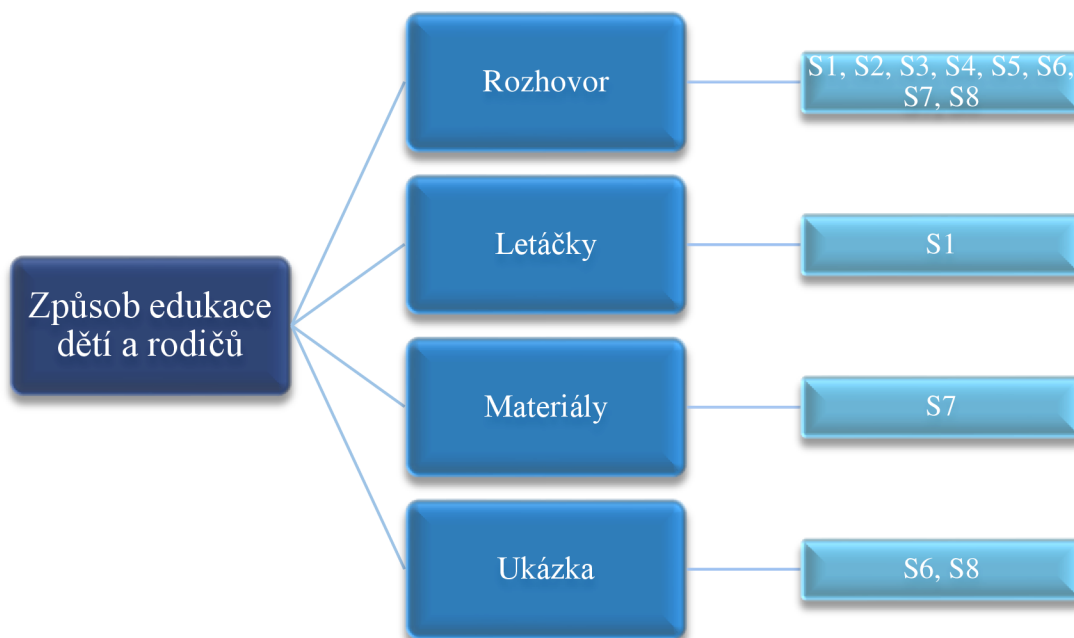 Způsob edukace
dětí a rodičů
Rozhovor
S1, S2, S3, S4, S5, S6,
S7, S8
Letáčky
S1
Materiály
S7
Ukázka
S6, S8